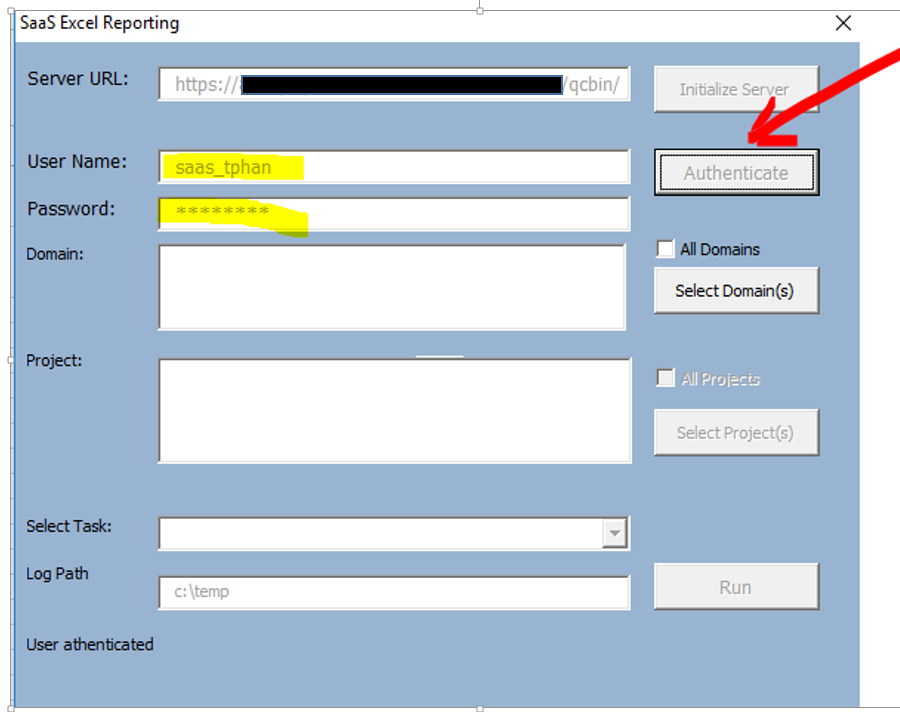 SaaS Excel Reporting
Server URL: https:// /qcbin/ Initialize Server
User Name: saas_tphan Authenticate
Password: ********
Domain: All Domains
Select Domain(s)
Project:
All Projects
Select Project(s)
Select Task:
Log Path
c:\temp Run
User athenticated